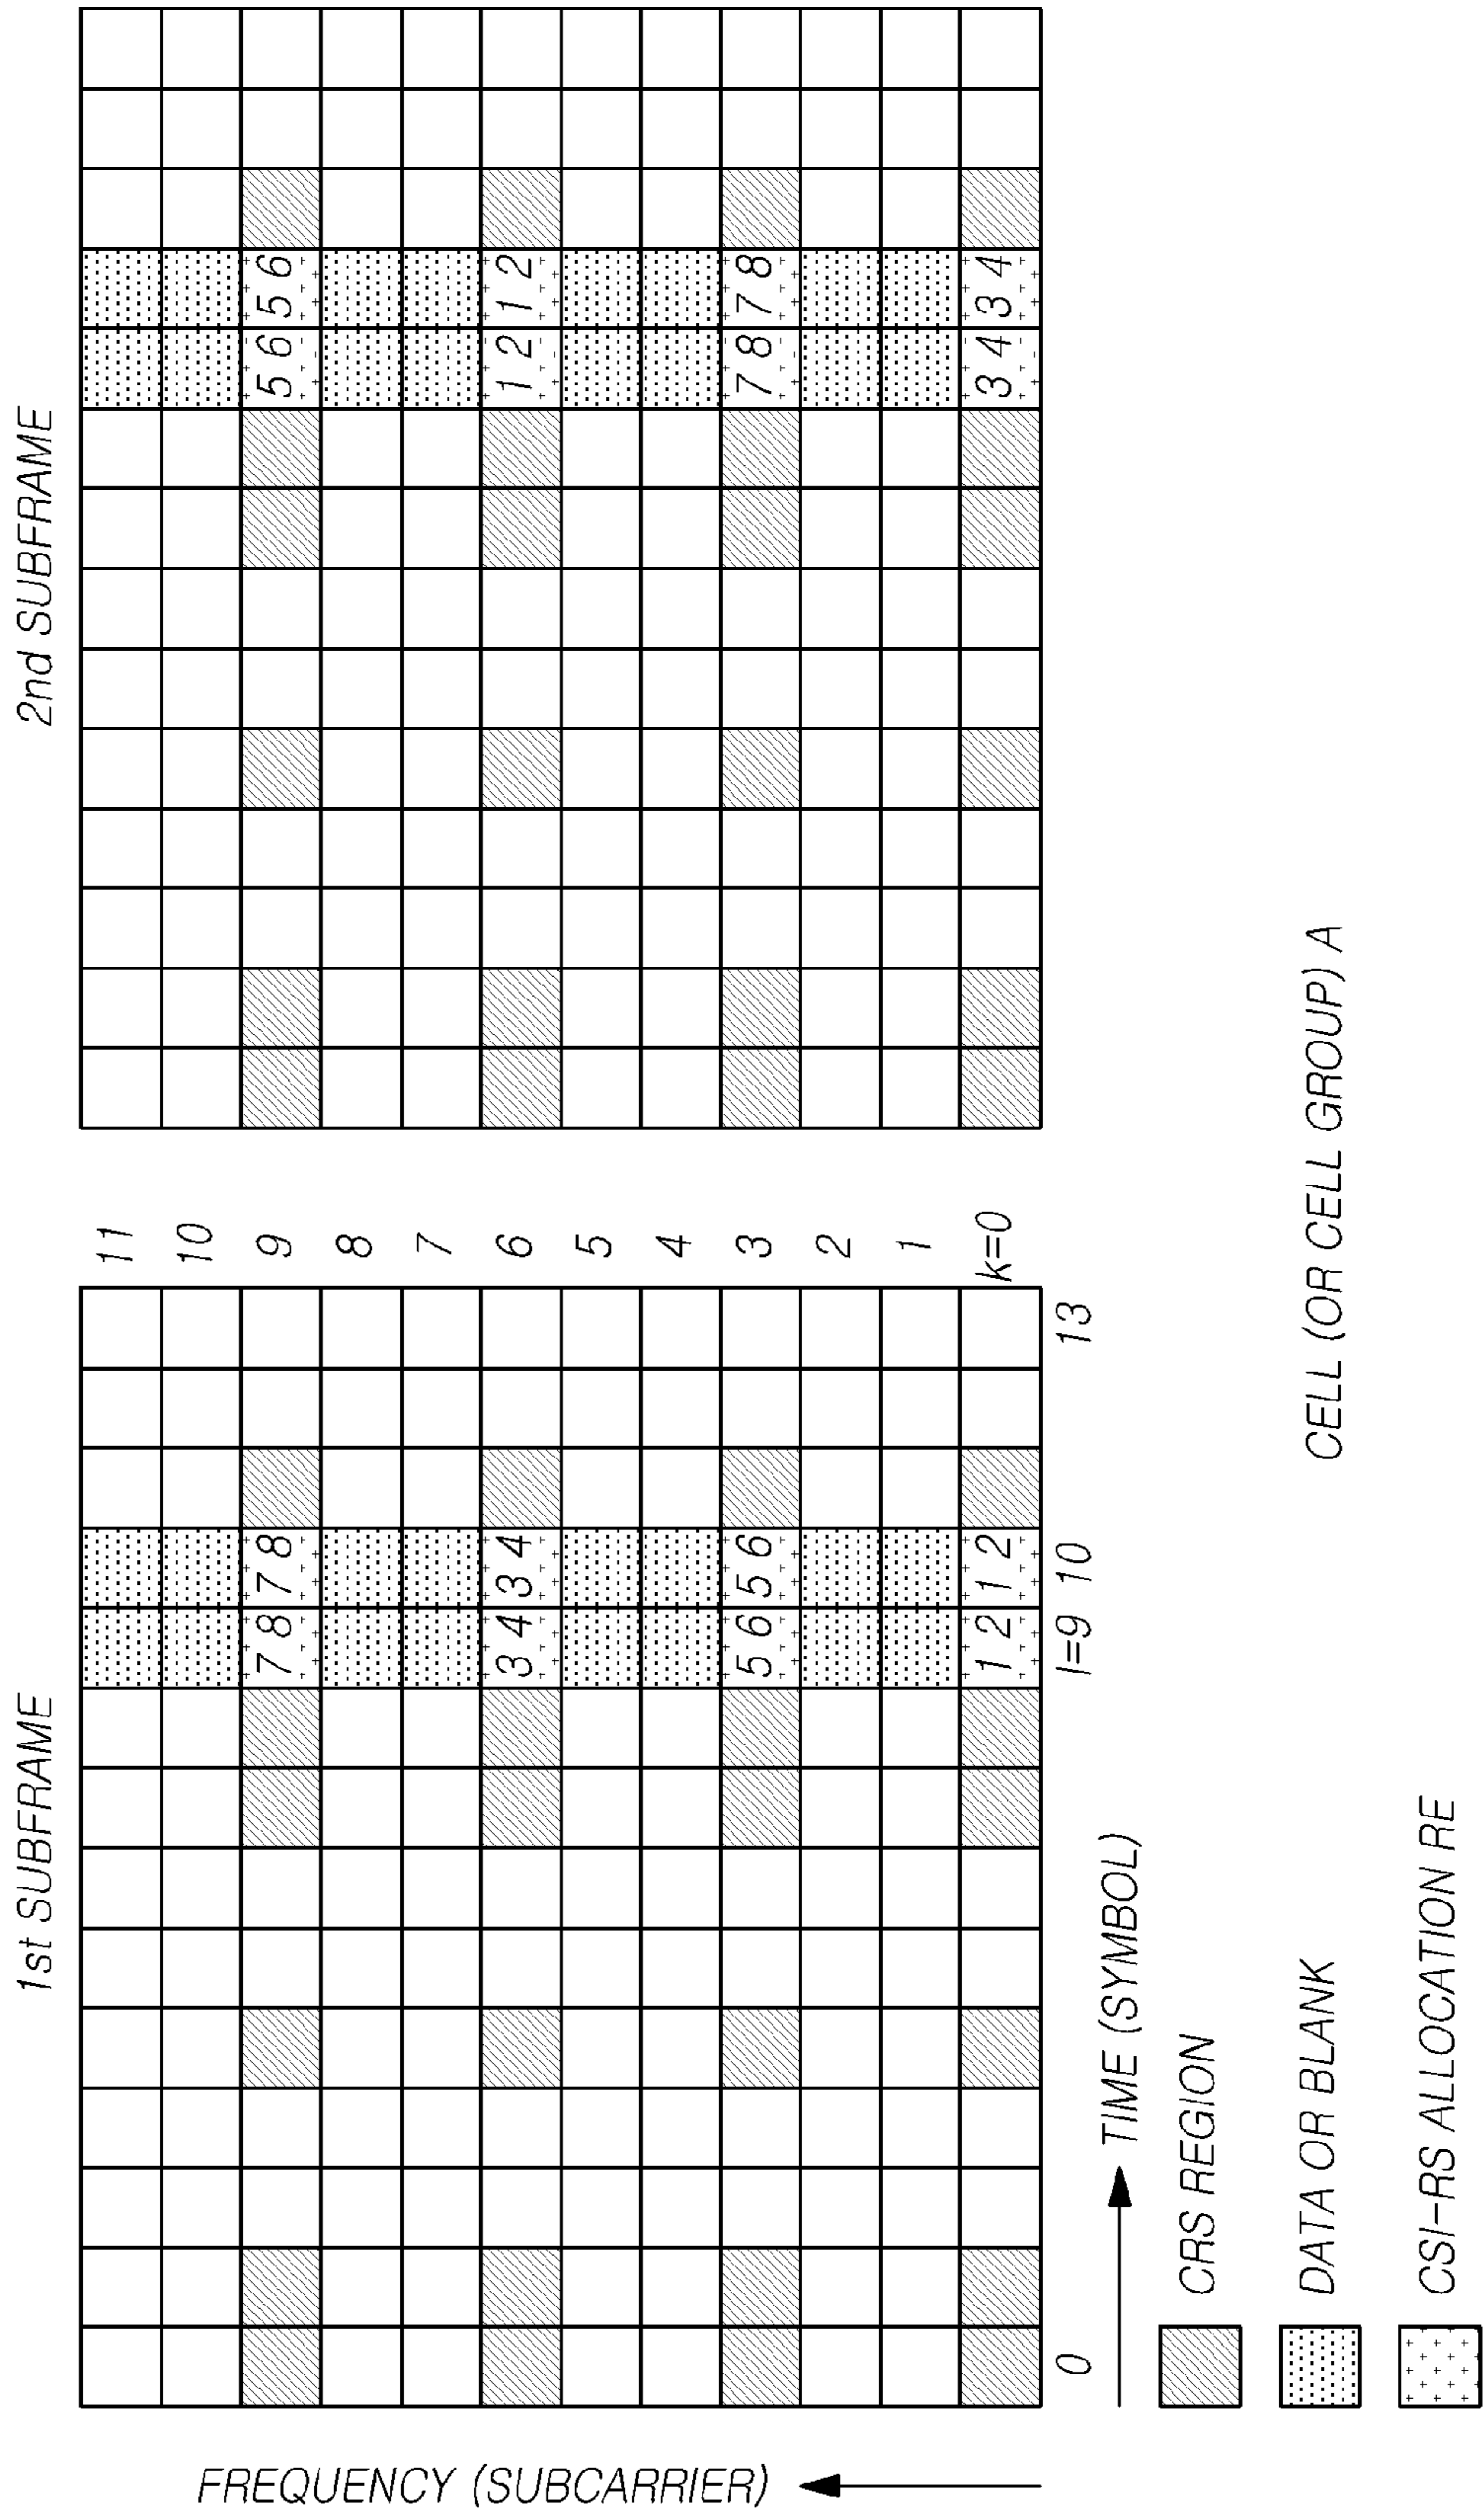 1st SUBFRAME
2nd SUBFRAME
11
10
7 8 7 8 9 5 6 5 6
8
7
3 4 3 4 6 1 2 1 2
5
4
5 6 5 6 3 7 8 7 8
2
1
1 2 1 2 k=0 3 4 3 4
0 l=9 10 13
FREQUENCY (SUBCARRIER)
TIME (SYMBOL)
CRS REGION
DATA OR BLANK
CSI-RS ALLOCATION RE
CELL (OR CELL GROUP) A